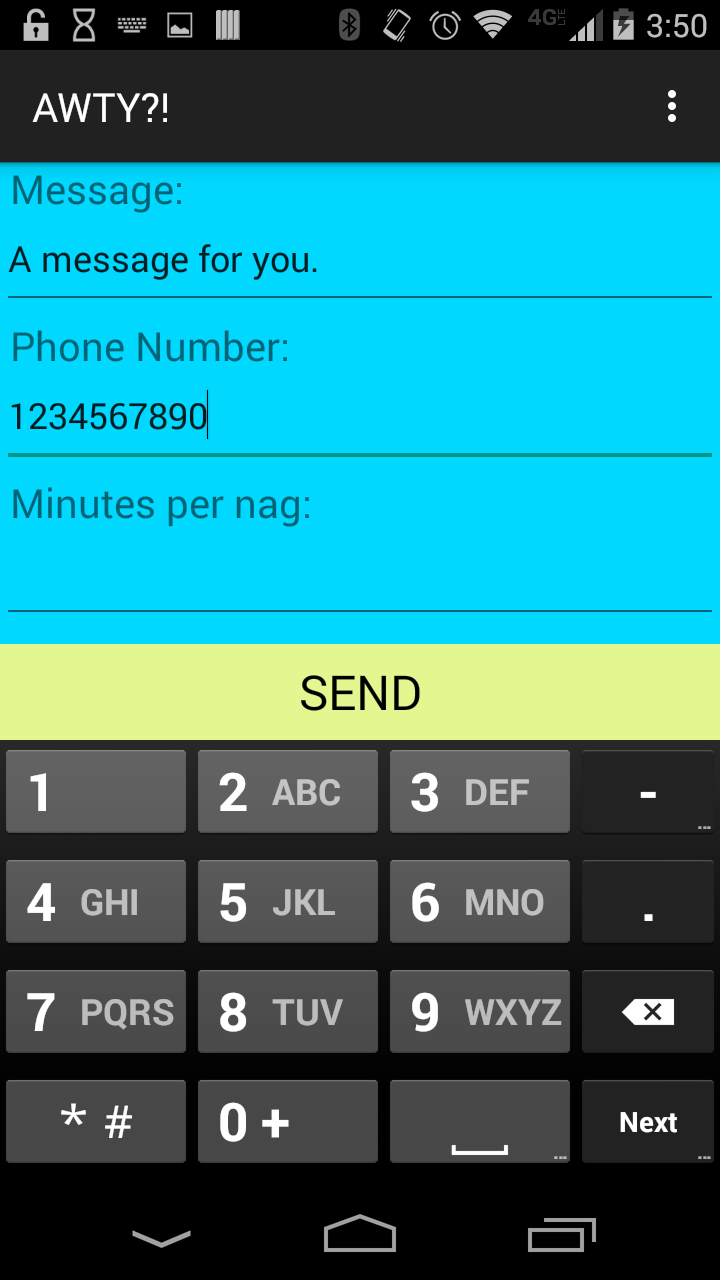 4G LTE 3:50
AWTY?!
Message:
A message for you.
Phone Number:
1234567890
Minutes per nag:
SEND
1 2 ABC 3 DEF -
4 GHI 5 JKL 6 MNO .
7 PQRS 8 TUV 9 WXYZ
* # 0 + Next